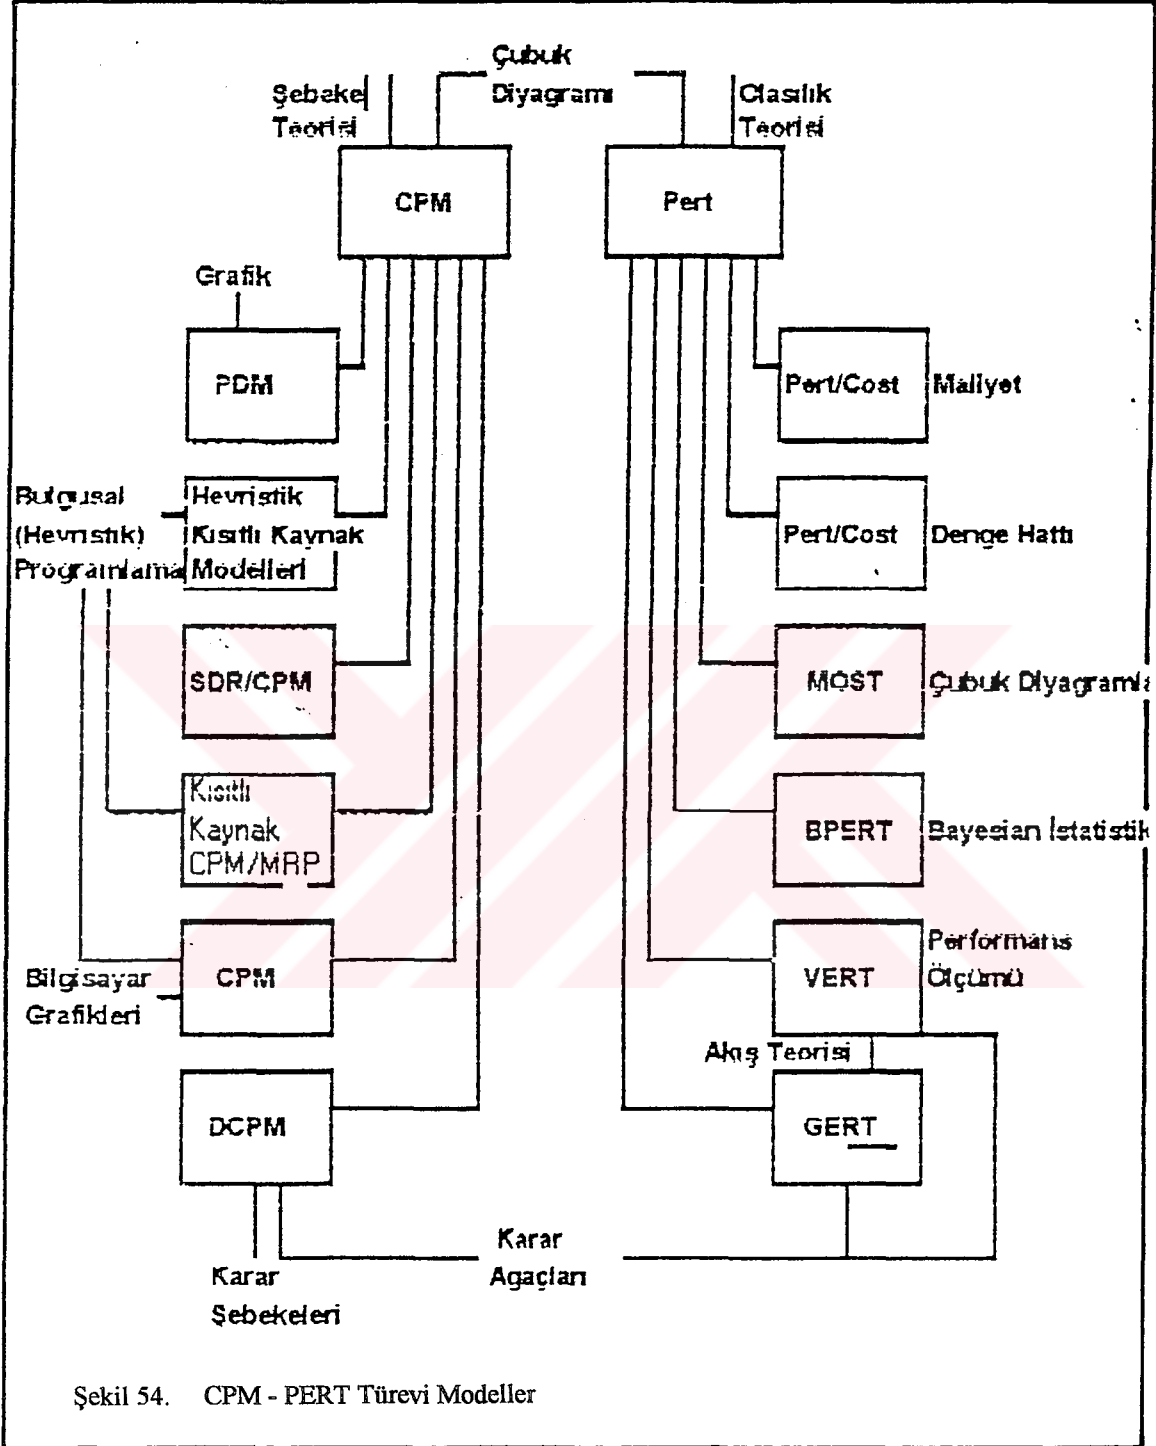 Çubuk
Diyagramı
Şebeke
Teorisi
Olasılık
Teorisi
CPM
Pert
Grafik
PDM
Pert/Cost
Maliyet
Bulgusal
(Hevristik)
Programlama
Hevristik
Kısıtlı Kaynak
Modelleri
Pert/Cost
Denge Hattı
SDR/CPM
MOST
Çubuk Diyagramla
Kısıtlı
Kaynak
CPM/MRP
BPERT
Bayesian İstatistik
Bilgisayar
Grafikleri
CPM
VERT
Performans
Ölçümü
Akış Teorisi
DCPM
GERT
Karar
Ağaçları
Karar
Şebekeleri
Şekil 54. CPM - PERT Türevi Modeller